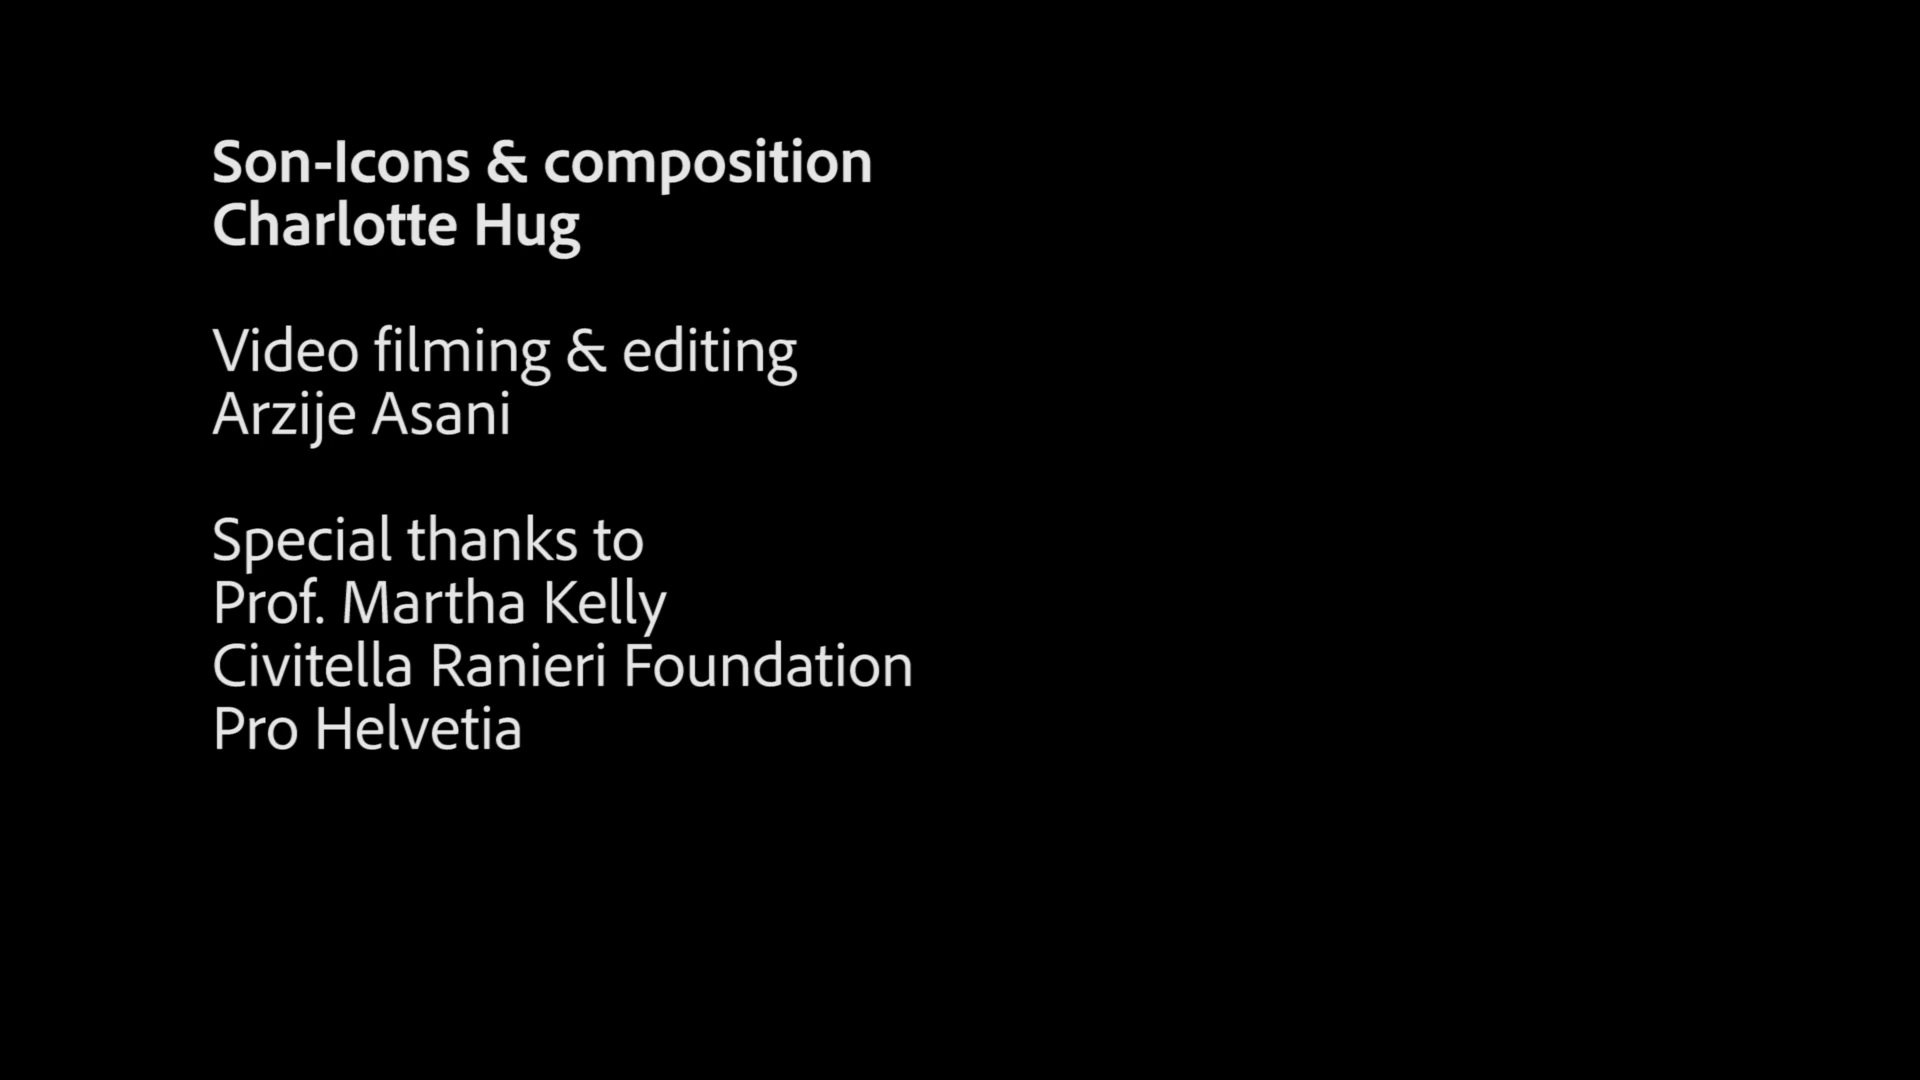 Son-Icons & composition
Charlotte Hug
Video filming & editing
Arzije Asani
Special thanks to
Prof. Martha Kelly
Civitella Ranieri Foundation
Pro Helvetia